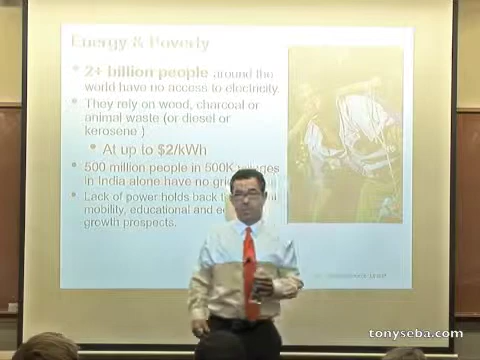 Energy & Poverty
• 2+ billion people around the
world have no access to electricity.
• They rely on wood, charcoal or
animal waste (or diesel or
kerosene )
• At up to $2/kWh
• 500 million people in 500K villages
in India alone have no gri
• Lack of power holds back t
mobility, educational and e
growth prospects.
tonyseba.com